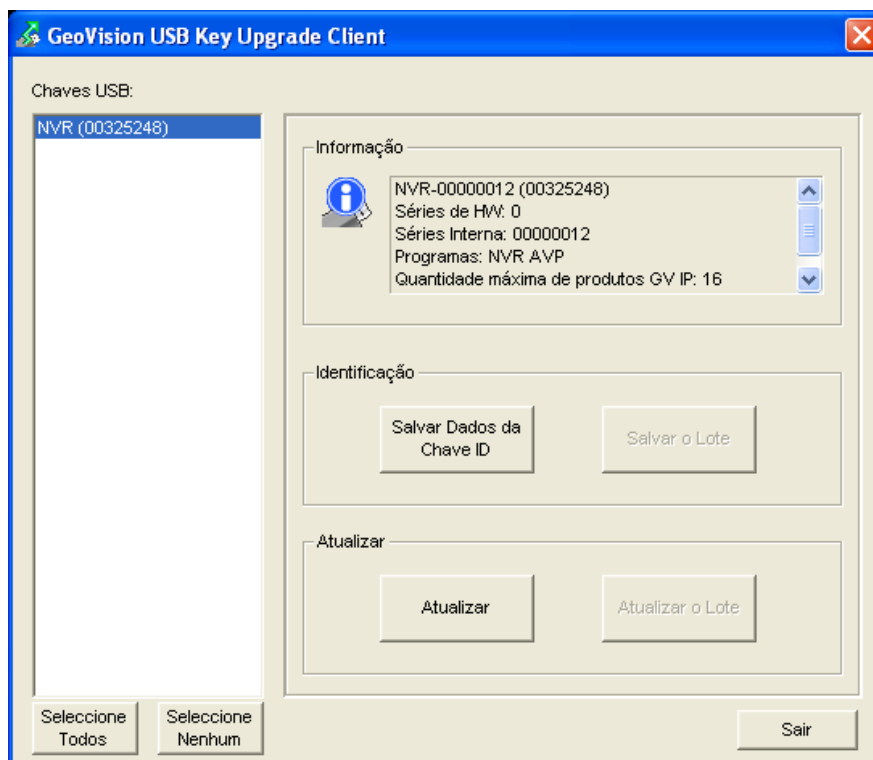 GeoVision USB Key Upgrade Client
Chaves USB:
NVR (00325248)
Informação
NVR-00000012 (00325248)
Séries de HW: 0
Séries Interna: 00000012
Programas: NVR AVP
Quantidade máxima de produtos GV IP: 16
Identificação
Salvar Dados da
Chave ID
Salvar o Lote
Atualizar
Atualizar
Atualizar o Lote
Seleccione
Todos
Seleccione
Nenhum
Sair